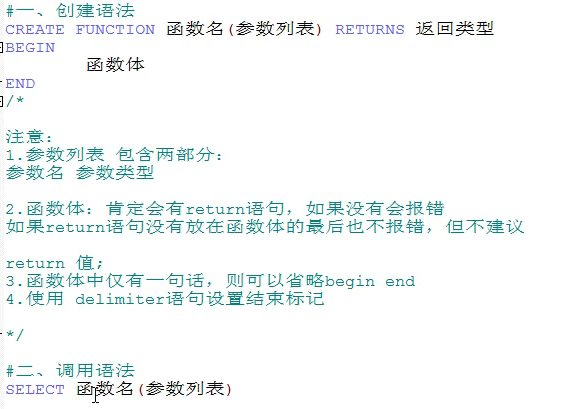 #一、创建语法
CREATE FUNCTION 函数名(参数列表) RETURNS 返回类型
BEGIN
函数体
END
/*
注意：
1.参数列表 包含两部分：
参数名 参数类型
2.函数体：肯定会有return语句，如果没有会报错
如果return语句没有放在函数体的最后也不报错，但不建议
return 值;
3.函数体中仅有一句话，则可以省略begin end
4.使用 delimiter语句设置结束标记
*/
#二、调用语法
SELECT 函数名(参数列表)